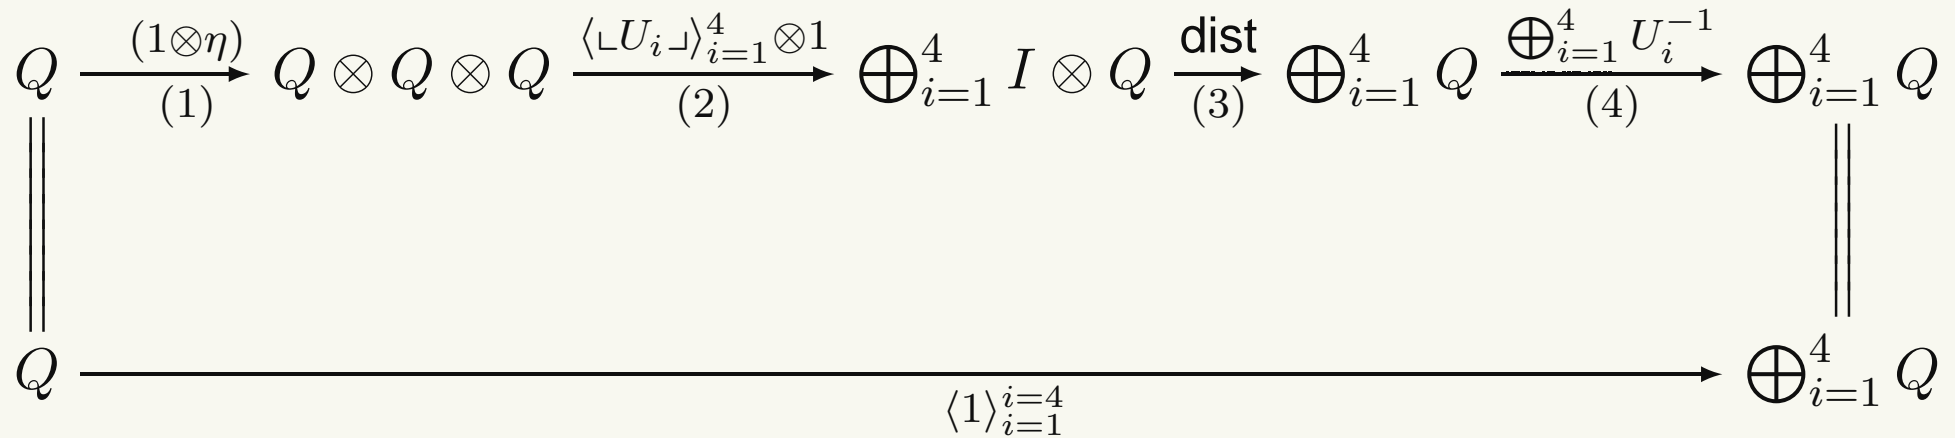 Q (1⊗η) Q ⊗ Q ⊗ Q ⟨⌞U_i⌟⟩_{i=1}^4⊗1 ⨁_{i=1}^4 I ⊗ Q dist ⨁_{i=1}^4 Q ⨁_{i=1}^4 U_i^{-1} ⨁_{i=1}^4 Q
(1) (2) (3) (4)
Q ⨁_{i=1}^4 Q
⟨1⟩_{i=1}^{i=4}